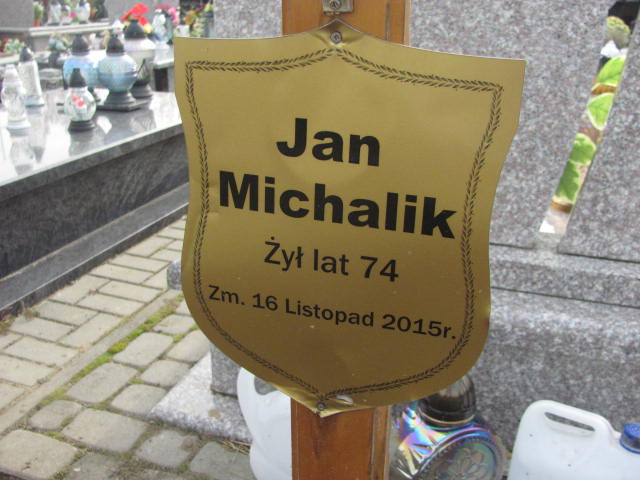 Jan
Michalik
Żył lat 74
Zm. 16 Listopad 2015r.